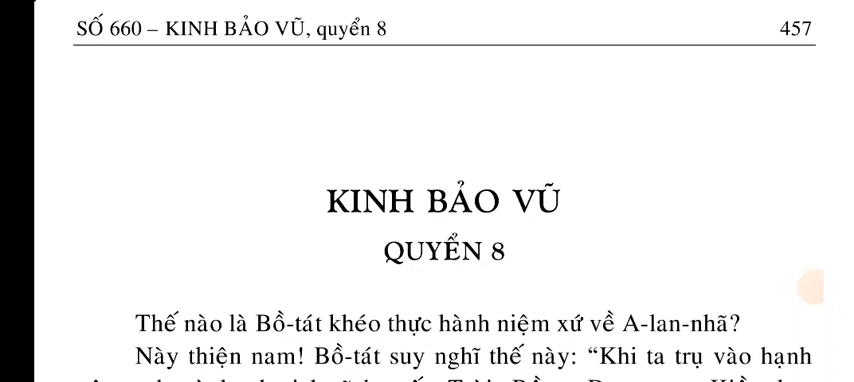 SỐ 660 – KINH BẢO VŨ, quyển 8 457
KINH BẢO VŨ
QUYỂN 8
Thế nào là Bồ-tát khéo thực hành niệm xứ về A-lan-nhã?
Này thiện nam! Bồ-tát suy nghĩ thế này: “Khi ta trụ vào hạnh